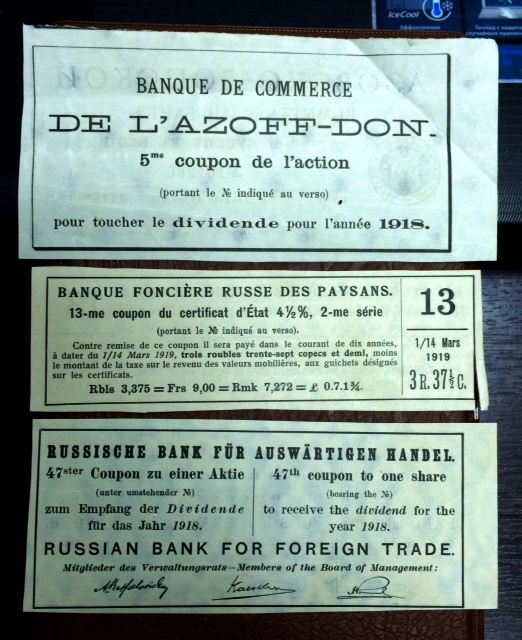 IceCool
Эффективное
BANQUE DE COMMERCE
DE L'AZOFF-DON.
5me coupon de l'action
(portant le № indiqué au verso)
pour toucher le dividende pour l'année 1918.
BANQUE FONCIÈRE RUSSE DES PAYSANS.
13-me coupon du certificat d'État 4½%, 2-me série
(portant le № indiqué au verso).
Contre remise de ce coupon il sera payé dans le courant de dix années,
à dater du 1/14 Mars 1919, trois roubles trente-sept copecs et demi, moins
le montant de la taxe sur le revenu des valeurs mobilières, aux guichets désignés
sur les certificats.
Rbls 3,375 = Frs 9,00 = Rmk 7,272 = £ 0.7.1¾.
13
1/14 Mars
1919
3 R. 37½ C.
RUSSISCHE BANK FÜR AUSWÄRTIGEN HANDEL.
47ster Coupon zu einer Aktie
(unter umstehender №)
zum Empfang der Dividende
für das Jahr 1918.
47th coupon to one share
(bearing the №)
to receive the dividend for the
year 1918.
RUSSIAN BANK FOR FOREIGN TRADE.
Mitglieder des Verwaltungsrats—Members of the Board of Management: